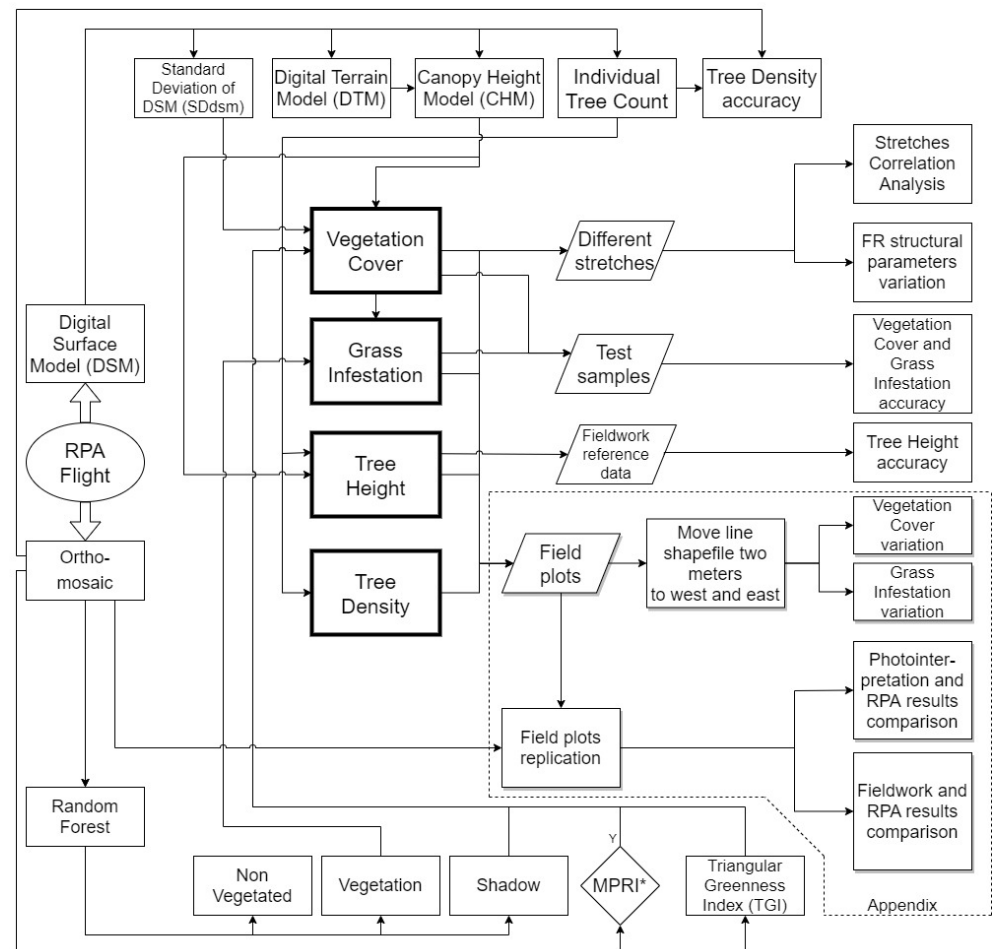 Standard
Deviation of
DSM (SDdsm)
Digital Terrain
Model (DTM)
Canopy Height
Model (CHM)
Individual
Tree Count
Tree Density
accuracy
Stretches
Correlation
Analysis
Vegetation
Cover
Different
stretches
FR structural
parameters
variation
Digital
Surface
Model (DSM)
Grass
Infestation
Test
samples
Vegetation
Cover and
Grass
Infestation
accuracy
RPA
Flight
Tree
Height
Fieldwork
reference
data
Tree Height
accuracy
Ortho-
mosaic
Tree
Density
Field
plots
Move line
shapefile two
meters
to west and east
Vegetation
Cover
variation
Grass
Infestation
variation
Field plots
replication
Photointer-
pretation and
RPA results
comparison
Fieldwork and
RPA results
comparison
Random
Forest
Non
Vegetated
Vegetation
Shadow
Y
MPRI*
Triangular
Greenness
Index (TGI)
Appendix